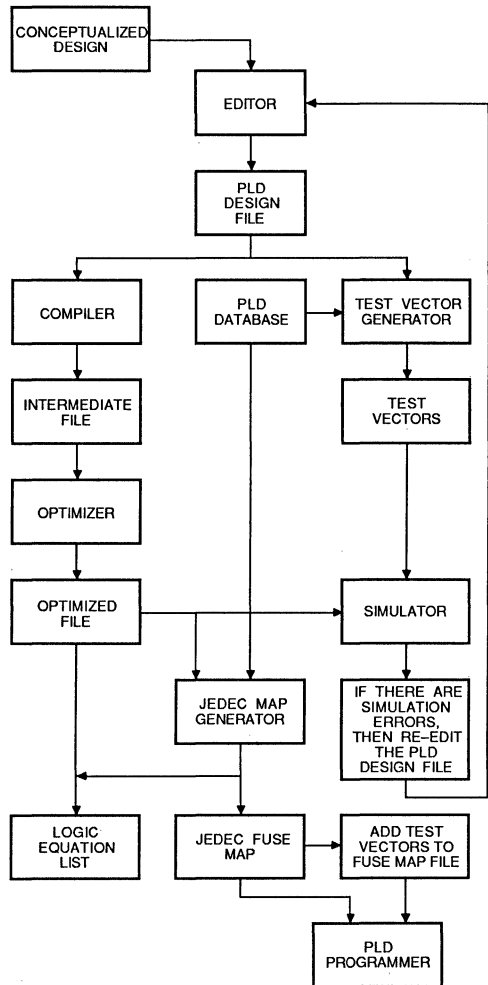 CONCEPTUALIZED
DESIGN
EDITOR
PLD
DESIGN
FILE
COMPILER
PLD
DATABASE
TEST VECTOR
GENERATOR
INTERMEDIATE
FILE
TEST
VECTORS
OPTIMIZER
OPTIMIZED
FILE
SIMULATOR
JEDEC MAP
GENERATOR
IF THERE ARE
SIMULATION
ERRORS,
THEN RE-EDIT
THE PLD
DESIGN FILE
LOGIC
EQUATION
LIST
JEDEC FUSE
MAP
ADD TEST
VECTORS TO
FUSE MAP FILE
PLD
PROGRAMMER